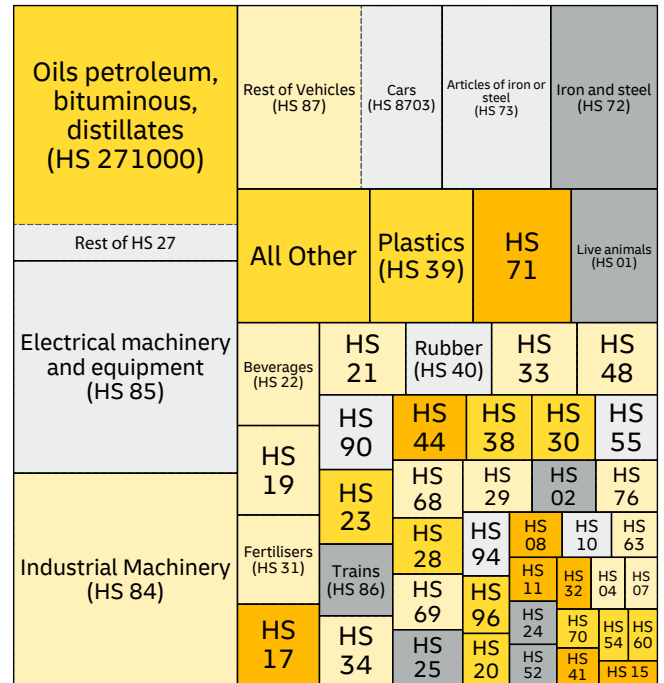 Oils petroleum,
bituminous,
distillates
(HS 271000)
Rest of HS 27
Electrical machinery
and equipment
(HS 85)
Industrial Machinery
(HS 84)
Rest of Vehicles
(HS 87)
Cars
(HS 8703)
Articles of iron or
steel
(HS 73)
Iron and steel
(HS 72)
All Other
Plastics
(HS 39)
HS
71
Live animals
(HS 01)
Beverages
(HS 22)
HS
21
Rubber
(HS 40)
HS
33
HS
48
HS
19
Fertilisers
(HS 31)
HS
17
HS
90
HS
23
Trains
(HS 86)
HS
34
HS
44
HS
38
HS
30
HS
55
HS
68
HS
28
HS
69
HS
25
HS
29
HS
02
HS
76
HS
94
HS
96
HS
20
HS
08
HS
10
HS
63
HS
11
HS
24
HS
52
HS
32
HS
04
HS
07
HS
70
HS
41
HS
54
HS
60
HS 15